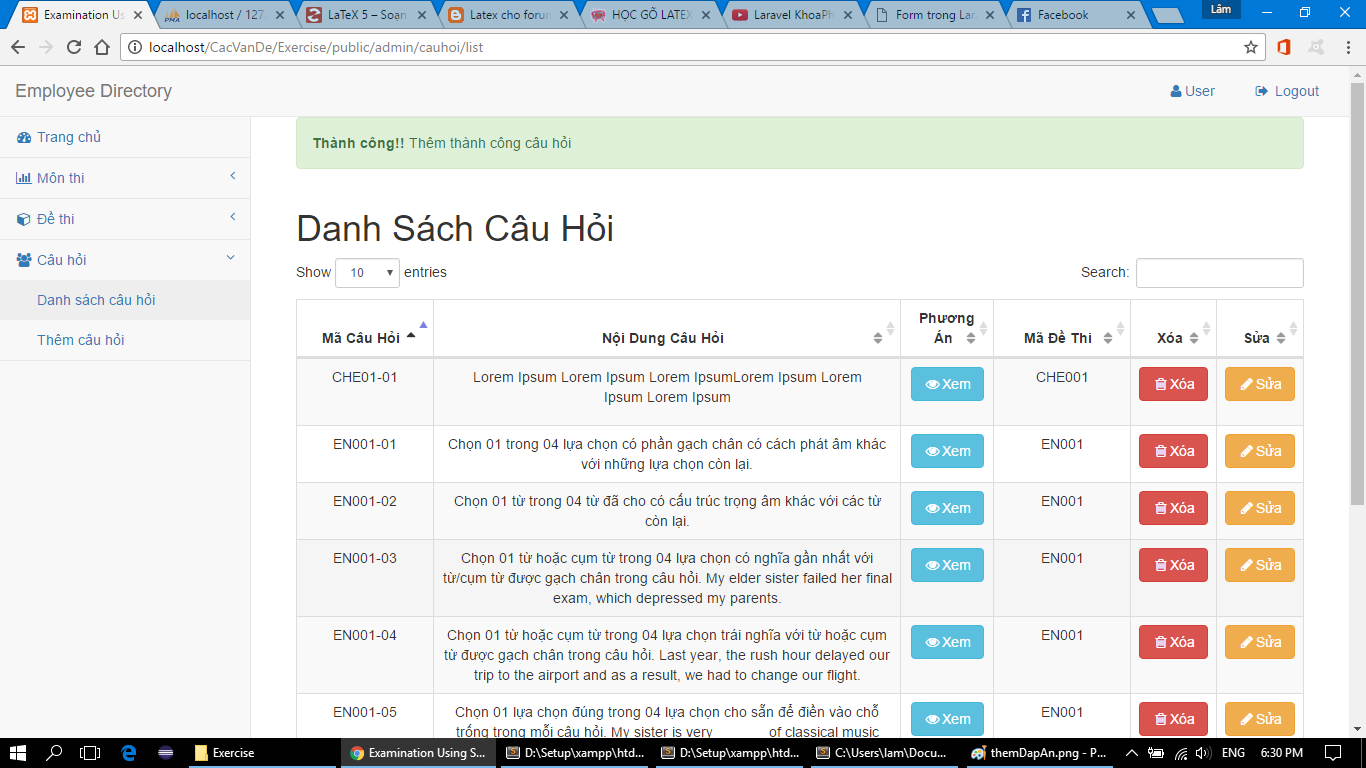 Examination Usin
localhost / 127.
LaTeX 5 – Soan
Latex cho forun
HỌC GÕ LATEX
Laravel KhoaPh
Form trong Lar
Facebook
Lâm
localhost/CacVanDe/Exercise/public/admin/cauhoi/list
Employee Directory
User
Logout
Trang chủ
Môn thi
Đề thi
Câu hỏi
Danh sách câu hỏi
Thêm câu hỏi
Thành công!! Thêm thành công câu hỏi
Danh Sách Câu Hỏi
Show 10 entries
Search:
Mã Câu Hỏi
Nội Dung Câu Hỏi
Phương
Án
Mã Đề Thi
Xóa
Sửa
CHE01-01
Lorem Ipsum Lorem Ipsum Lorem IpsumLorem Ipsum Lorem
Ipsum Lorem Ipsum
Xem
CHE001
Xóa
Sửa
EN001-01
Chọn 01 trong 04 lựa chọn có phần gạch chân có cách phát âm khác
với những lựa chọn còn lại.
Xem
EN001
Xóa
Sửa
EN001-02
Chọn 01 từ trong 04 từ đã cho có cấu trúc trọng âm khác với các từ
còn lại.
Xem
EN001
Xóa
Sửa
EN001-03
Chọn 01 từ hoặc cụm từ trong 04 lựa chọn có nghĩa gần nhất với
từ/cụm từ được gạch chân trong câu hỏi. My elder sister failed her final
exam, which depressed my parents.
Xem
EN001
Xóa
Sửa
EN001-04
Chọn 01 từ hoặc cụm từ trong 04 lựa chọn trái nghĩa với từ hoặc cụm
từ được gạch chân trong câu hỏi. Last year, the rush hour delayed our
trip to the airport and as a result, we had to change our flight.
Xem
EN001
Xóa
Sửa
EN001-05
Chọn 01 lựa chọn đúng trong 04 lựa chọn cho sẵn để điền vào chỗ
trống trong mỗi câu hỏi. My sister is very _______ of classical music
Xem
EN001
Xóa
Sửa
Exercise
Examination Using S...
D:\Setup\xampp\htd...
D:\Setup\xampp\htd...
C:\Users\lam\Docu...
themDapAn.png - P...
ENG
6:30 PM